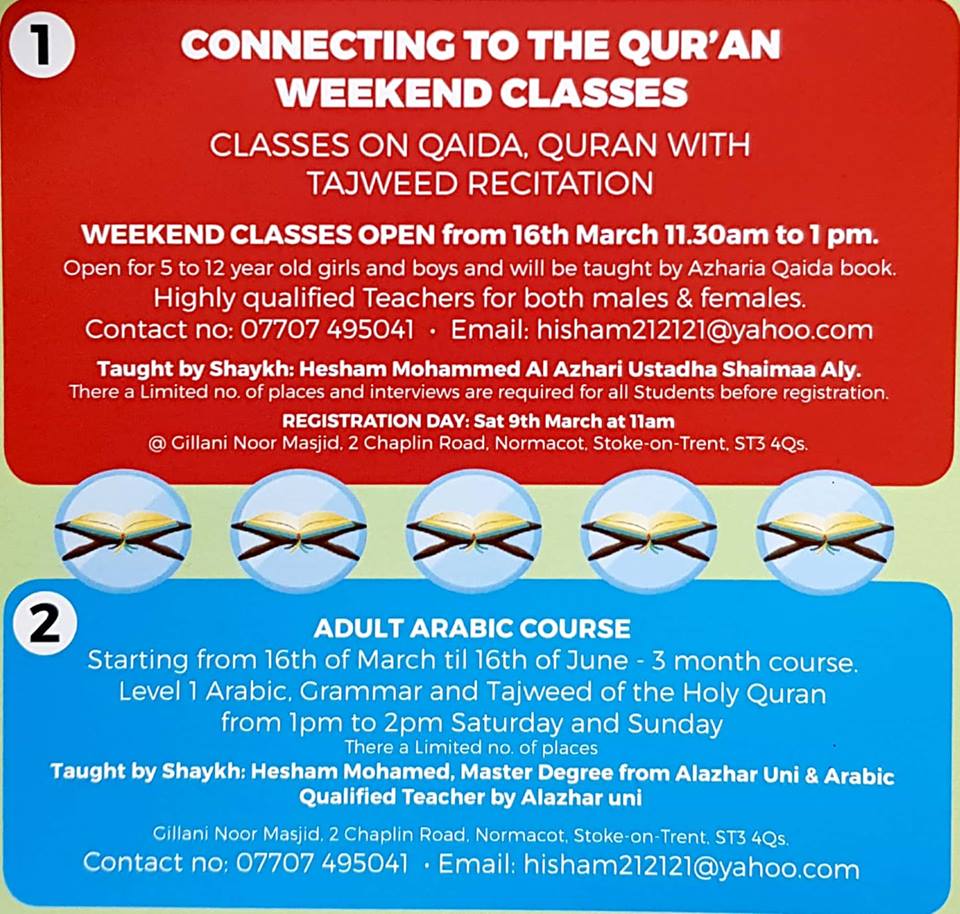 1
CONNECTING TO THE QUR'AN
WEEKEND CLASSES
CLASSES ON QAIDA, QURAN WITH
TAJWEED RECITATION
WEEKEND CLASSES OPEN from 16th March 11.30am to 1 pm.
Open for 5 to 12 year old girls and boys and will be taught by Azharia Qaida book.
Highly qualified Teachers for both males & females.
Contact no: 07707 495041 • Email: hisham212121@yahoo.com
Taught by Shaykh: Hesham Mohammed Al Azhari Ustadha Shaimaa Aly.
There a Limited no. of places and interviews are required for all Students before registration.
REGISTRATION DAY: Sat 9th March at 11am
@ Gillani Noor Masjid, 2 Chaplin Road, Normacot, Stoke-on-Trent, ST3 4Qs.
2
ADULT ARABIC COURSE
Starting from 16th of March til 16th of June - 3 month course.
Level 1 Arabic, Grammar and Tajweed of the Holy Quran
from 1pm to 2pm Saturday and Sunday
There a Limited no. of places
Taught by Shaykh: Hesham Mohamed, Master Degree from Alazhar Uni & Arabic
Qualified Teacher by Alazhar uni
Gillani Noor Masjid, 2 Chaplin Road, Normacot, Stoke-on-Trent, ST3 4Qs.
Contact no: 07707 495041 • Email: hisham212121@yahoo.com